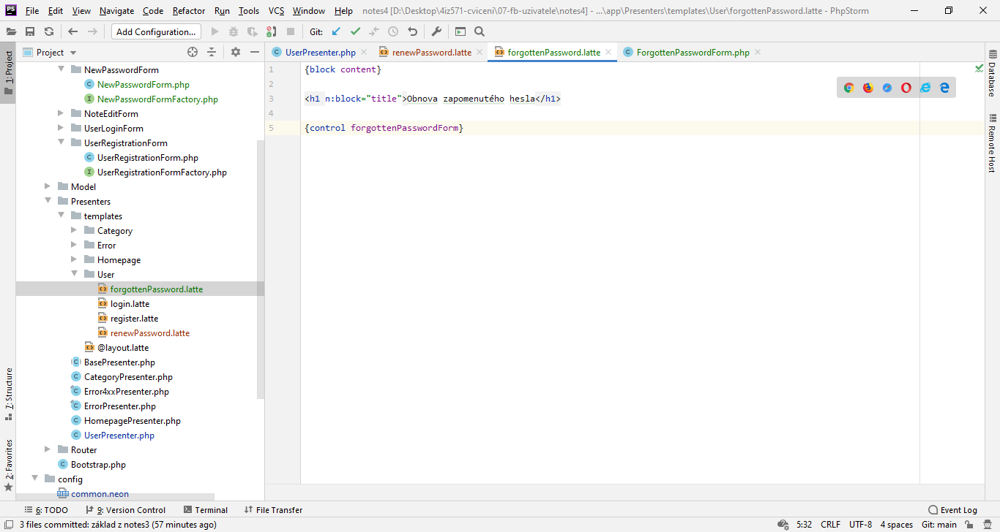 PS File Edit View Navigate Code Refactor Run Tools VCS Window Help notes4 [D:\Desktop\4iz571-cviceni\07-fb-uzivatele\notes4] - ...\app\Presenters\templates\User\forgottenPassword.latte - PhpStorm
Add Configuration... Git:
Project
UserPresenter.php renewPassword.latte forgottenPassword.latte ForgottenPasswordForm.php
1: Project
7: Structure
2: Favorites
Database
Remote Host
NewPasswordForm
NewPasswordForm.php
NewPasswordFormFactory.php
NoteEditForm
UserLoginForm
UserRegistrationForm
UserRegistrationForm.php
UserRegistrationFormFactory.php
Model
Presenters
templates
Category
Error
Homepage
User
forgottenPassword.latte
login.latte
register.latte
renewPassword.latte
@layout.latte
BasePresenter.php
CategoryPresenter.php
Error4xxPresenter.php
ErrorPresenter.php
HomepagePresenter.php
UserPresenter.php
Router
Bootstrap.php
config
common.neon
1 {block content}
2
3 <h1 n:block="title">Obnova zapomenutého hesla</h1>
4
5 {control forgottenPasswordForm}
6: TODO 9: Version Control Terminal File Transfer Event Log
3 files committed: základ z notes3 (57 minutes ago) 5:32 CRLF UTF-8 4 spaces Git: main